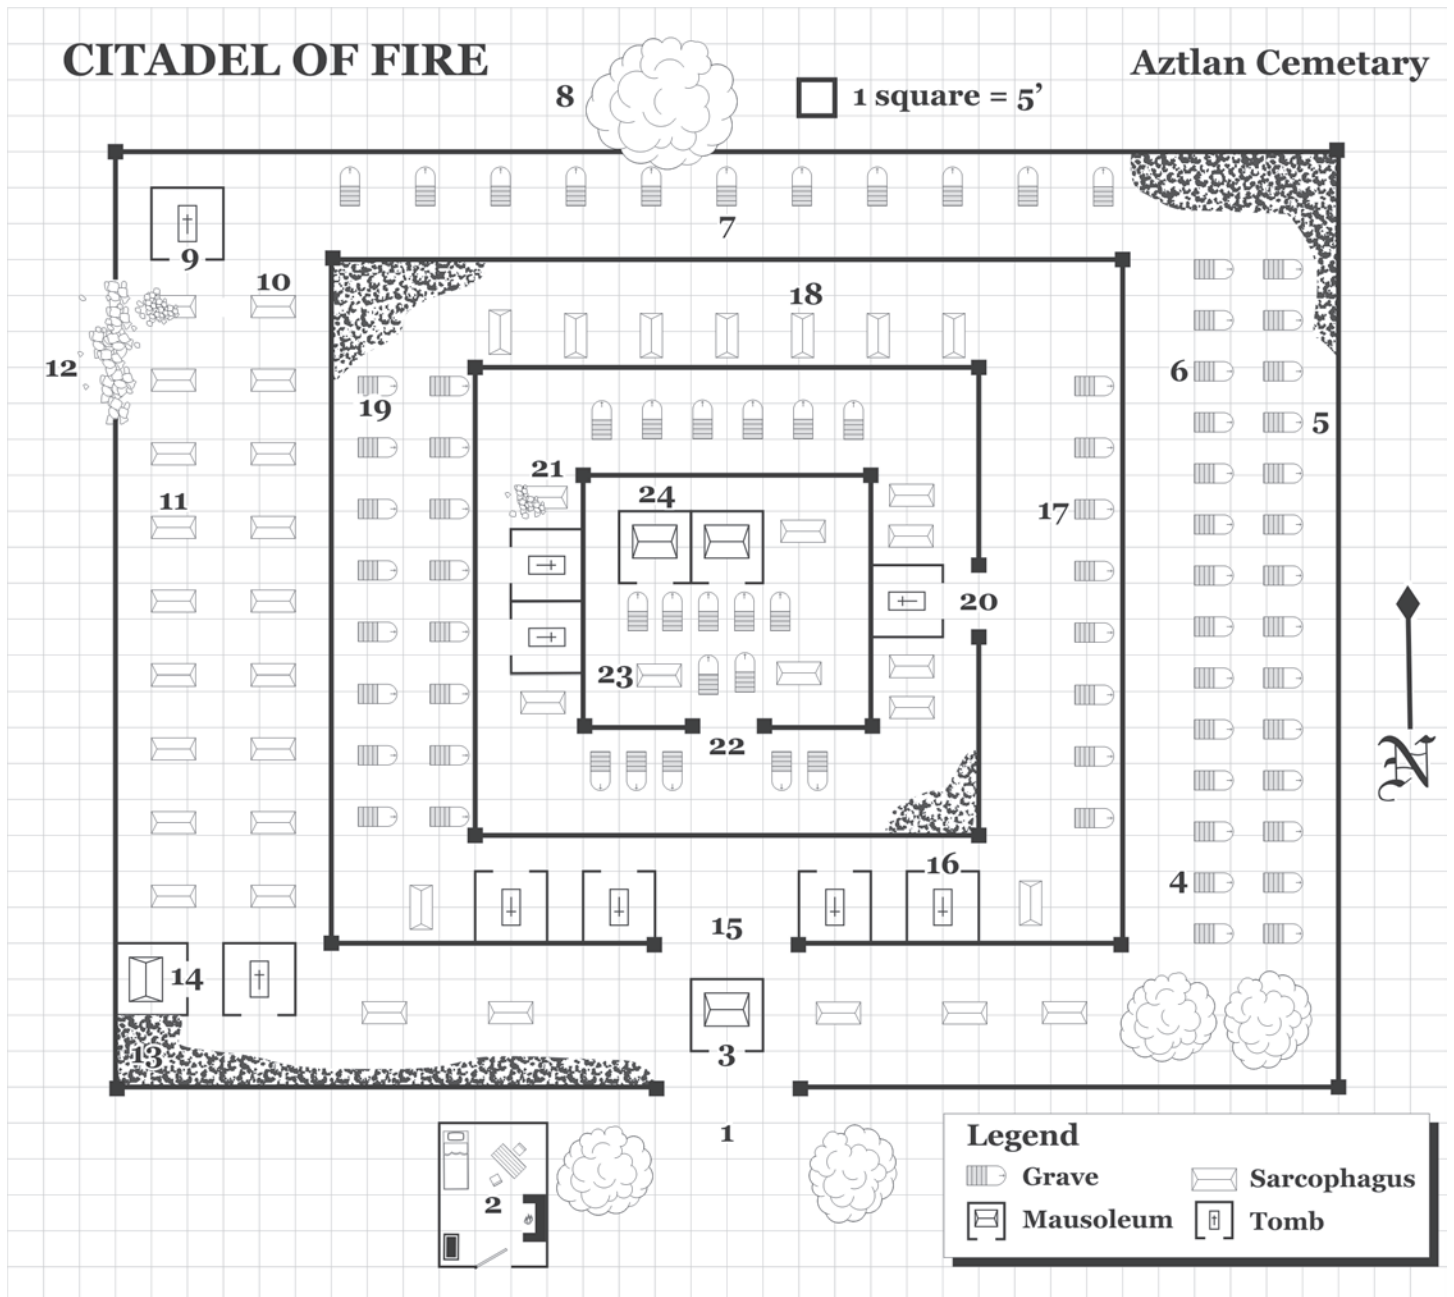 CITADEL OF FIRE
Aztlan Cemetary
8
1 square = 5’
7
9
10
18
12
6
19
5
21
24
11
17
20
23
22
16
4
15
14
3
13
1
2
N
Legend
Grave
Sarcophagus
Mausoleum
Tomb